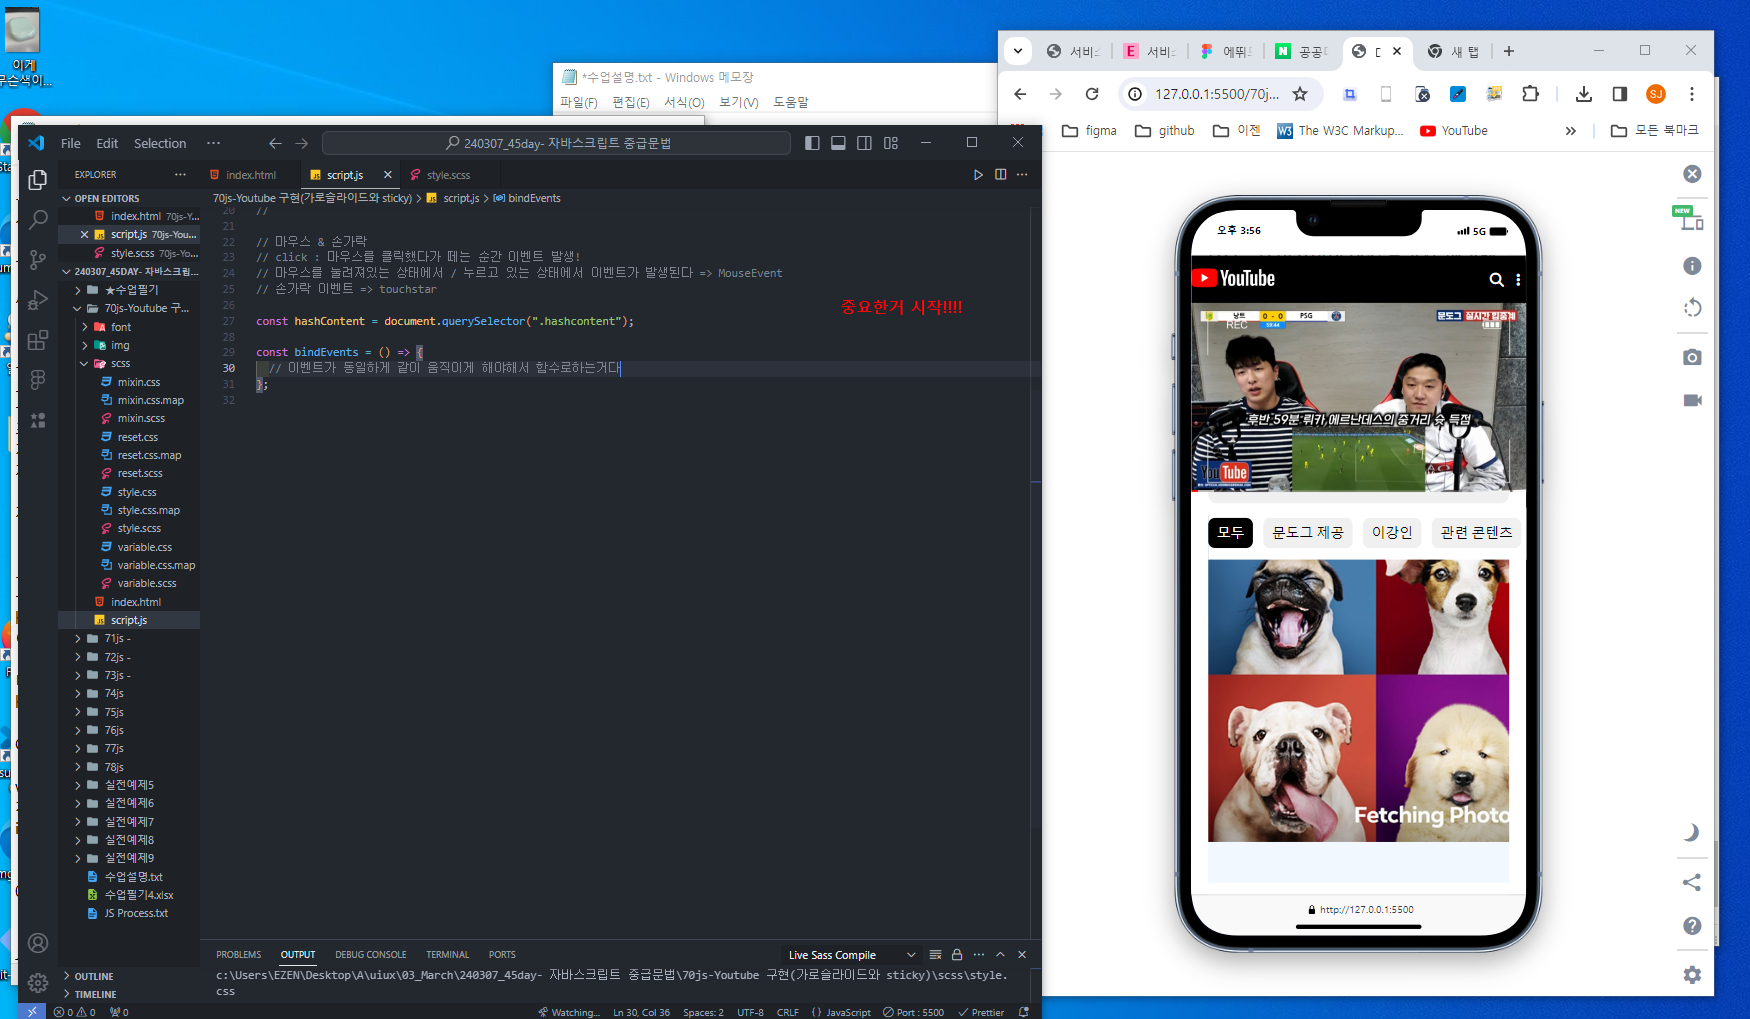 이게
무슨색이...
*수업설명.txt - Windows 메모장
파일(F) 편집(E) 서식(O) 보기(V) 도움말
File Edit Selection ···
240307_45day- 자바스크립트 중급문법
EXPLORER ···
index.html
script.js
style.scss
70js-Youtube 구현(가로슬라이드와 sticky) > script.js > bindEvents
OPEN EDITORS
index.html 70js-Y...
script.js 70js-You...
style.scss 70js-Yo...
240307_45DAY- 자바스크립...
★수업필기
70js-Youtube 구...
font
img
scss
mixin.css
mixin.css.map
mixin.scss
reset.css
reset.css.map
reset.scss
style.css
style.css.map
style.scss
variable.css
variable.css.map
variable.scss
index.html
script.js
71js -
72js -
73js -
74js
75js
76js
77js
78js
실전예제5
실전예제6
실전예제7
실전예제8
실전예제9
수업설명.txt
수업필기4.xlsx
JS Process.txt
OUTLINE
TIMELINE
20 //
21
22 // 마우스 & 손가락
23 // click : 마우스를 클릭했다가 떼는 순간 이벤트 발생!
24 // 마우스를 눌려져있는 상태에서 / 누르고 있는 상태에서 이벤트가 발생된다 => MouseEvent
25 // 손가락 이벤트 => touchstar
26
중요한거 시작!!!!
27 const hashContent = document.querySelector(".hashcontent");
28
29 const bindEvents = () => {
30 // 이벤트가 동일하게 같이 움직이게 해야해서 함수로하는거다
31 };
32
PROBLEMS OUTPUT DEBUG CONSOLE TERMINAL PORTS
Live Sass Compile
c:\Users\EZEN\Desktop\A\uiux\03_March\240307_45day- 자바스크립트 중급문법\70js-Youtube 구현(가로슬라이드와 sticky)\scss\style.
css
0 0 0
Watching... Ln 30, Col 36 Spaces: 2 UTF-8 CRLF {} JavaScript Port : 5500 Prettier
서비스 서비스 에뛰드 공공 D 새 탭
127.0.0.1:5500/70j...
SJ
figma github 이젠 The W3C Markup... YouTube » 모든 북마크
NEW
오후 3:56
5G
YouTube
낭트 0 - 0 PSG
59:44
REC
문도그 실시간 입중계
후반 59분 뤼카 에르난데스의 중거리 슛 득점
YouTube
모두 문도그 제공 이강인 관련 콘텐츠
Fetching Photo
http://127.0.0.1:5500